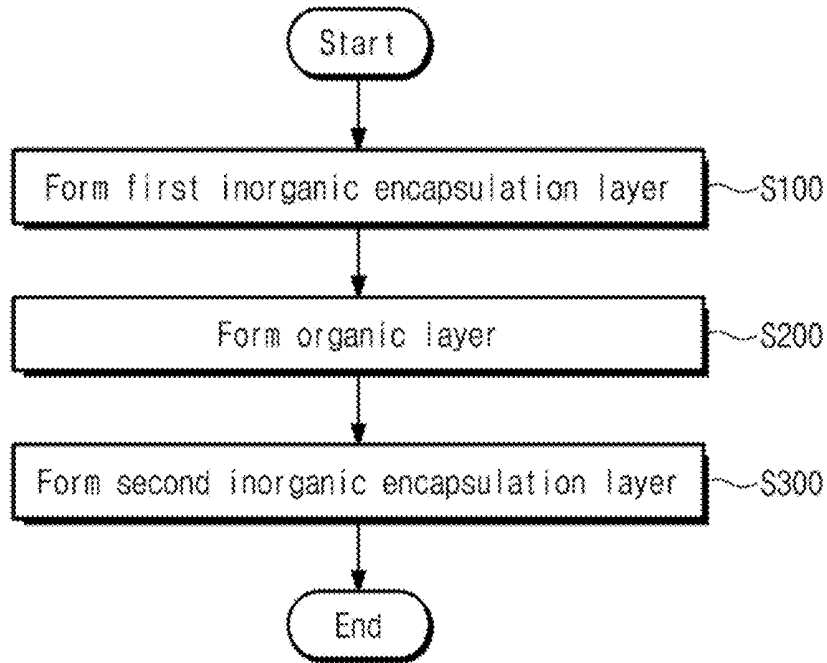 Start
Form first inorganic encapsulation layer
S100
Form organic layer
S200
Form second inorganic encapsulation layer
S300
End